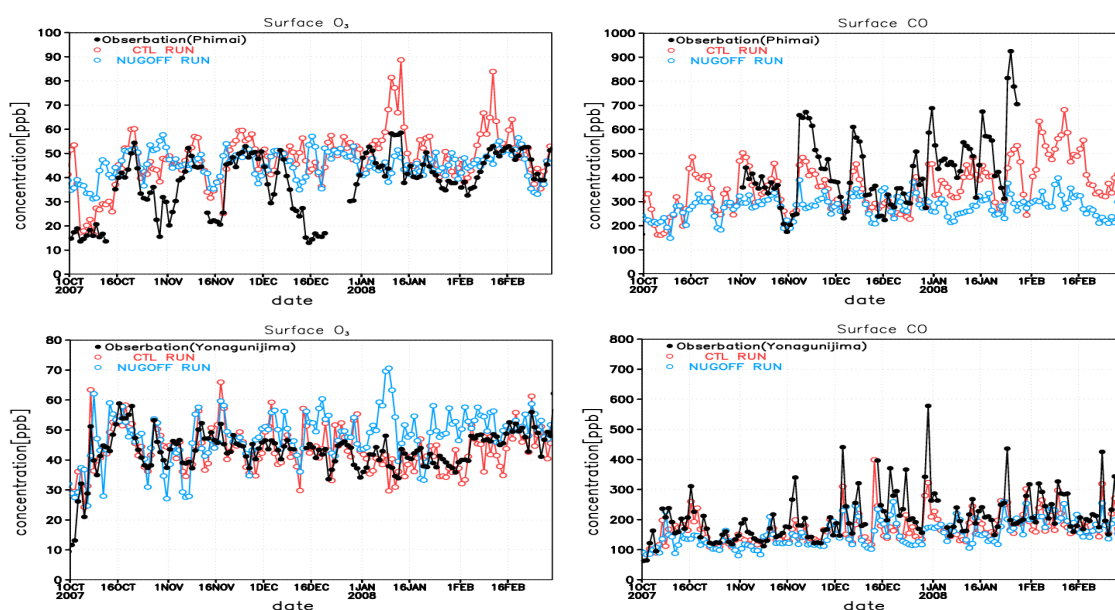 Surface O₃
concentration[ppb]
100
90
80
70
60
50
40
30
20
10
0
Obserbation(Phimai)
CTL RUN
NUGOFF RUN
1OCT 16OCT 1NOV 16NOV 1DEC 16DEC 1JAN 16JAN 1FEB 16FEB
2007 2008
date
Surface CO
concentration[ppb]
1000
900
800
700
600
500
400
300
200
100
0
Obserbation(Phimai)
CTL RUN
NUGOFF RUN
1OCT 16OCT 1NOV 16NOV 1DEC 16DEC 1JAN 16JAN 1FEB 16FEB
2007 2008
date
Surface O₃
concentration[ppb]
80
70
60
50
40
30
20
10
0
Obserbation(Yonagunijima)
CTL RUN
NUGOFF RUN
1OCT 16OCT 1NOV 16NOV 1DEC 16DEC 1JAN 16JAN 1FEB 16FEB
2007 2008
date
Surface CO
concentration[ppb]
800
700
600
500
400
300
200
100
0
Obserbation(Yonagunijima)
CTL RUN
NUGOFF RUN
1OCT 16OCT 1NOV 16NOV 1DEC 16DEC 1JAN 16JAN 1FEB 16FEB
2007 2008
date